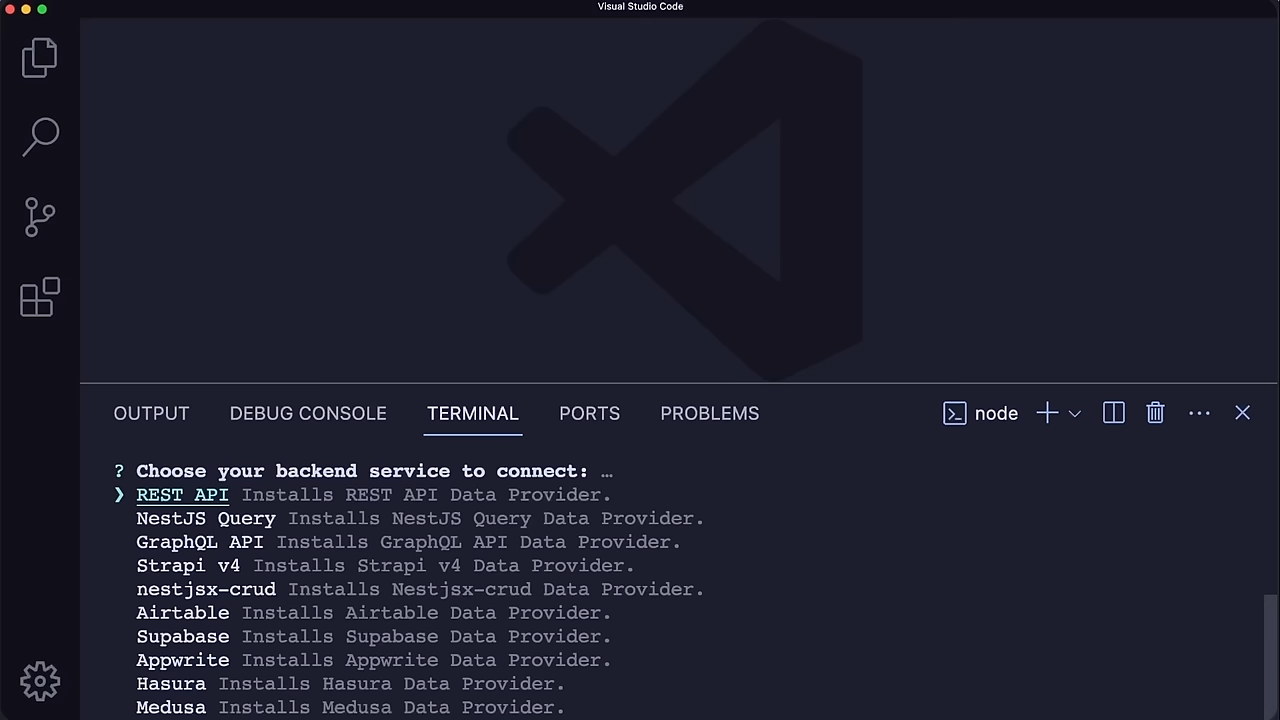 Visual Studio Code
OUTPUT DEBUG CONSOLE TERMINAL PORTS PROBLEMS node
? Choose your backend service to connect: …
❯ REST API Installs REST API Data Provider.
NestJS Query Installs NestJS Query Data Provider.
GraphQL API Installs GraphQL API Data Provider.
Strapi v4 Installs Strapi v4 Data Provider.
nestjsx-crud Installs Nestjsx-crud Data Provider.
Airtable Installs Airtable Data Provider.
Supabase Installs Supabase Data Provider.
Appwrite Installs Appwrite Data Provider.
Hasura Installs Hasura Data Provider.
Medusa Installs Medusa Data Provider.